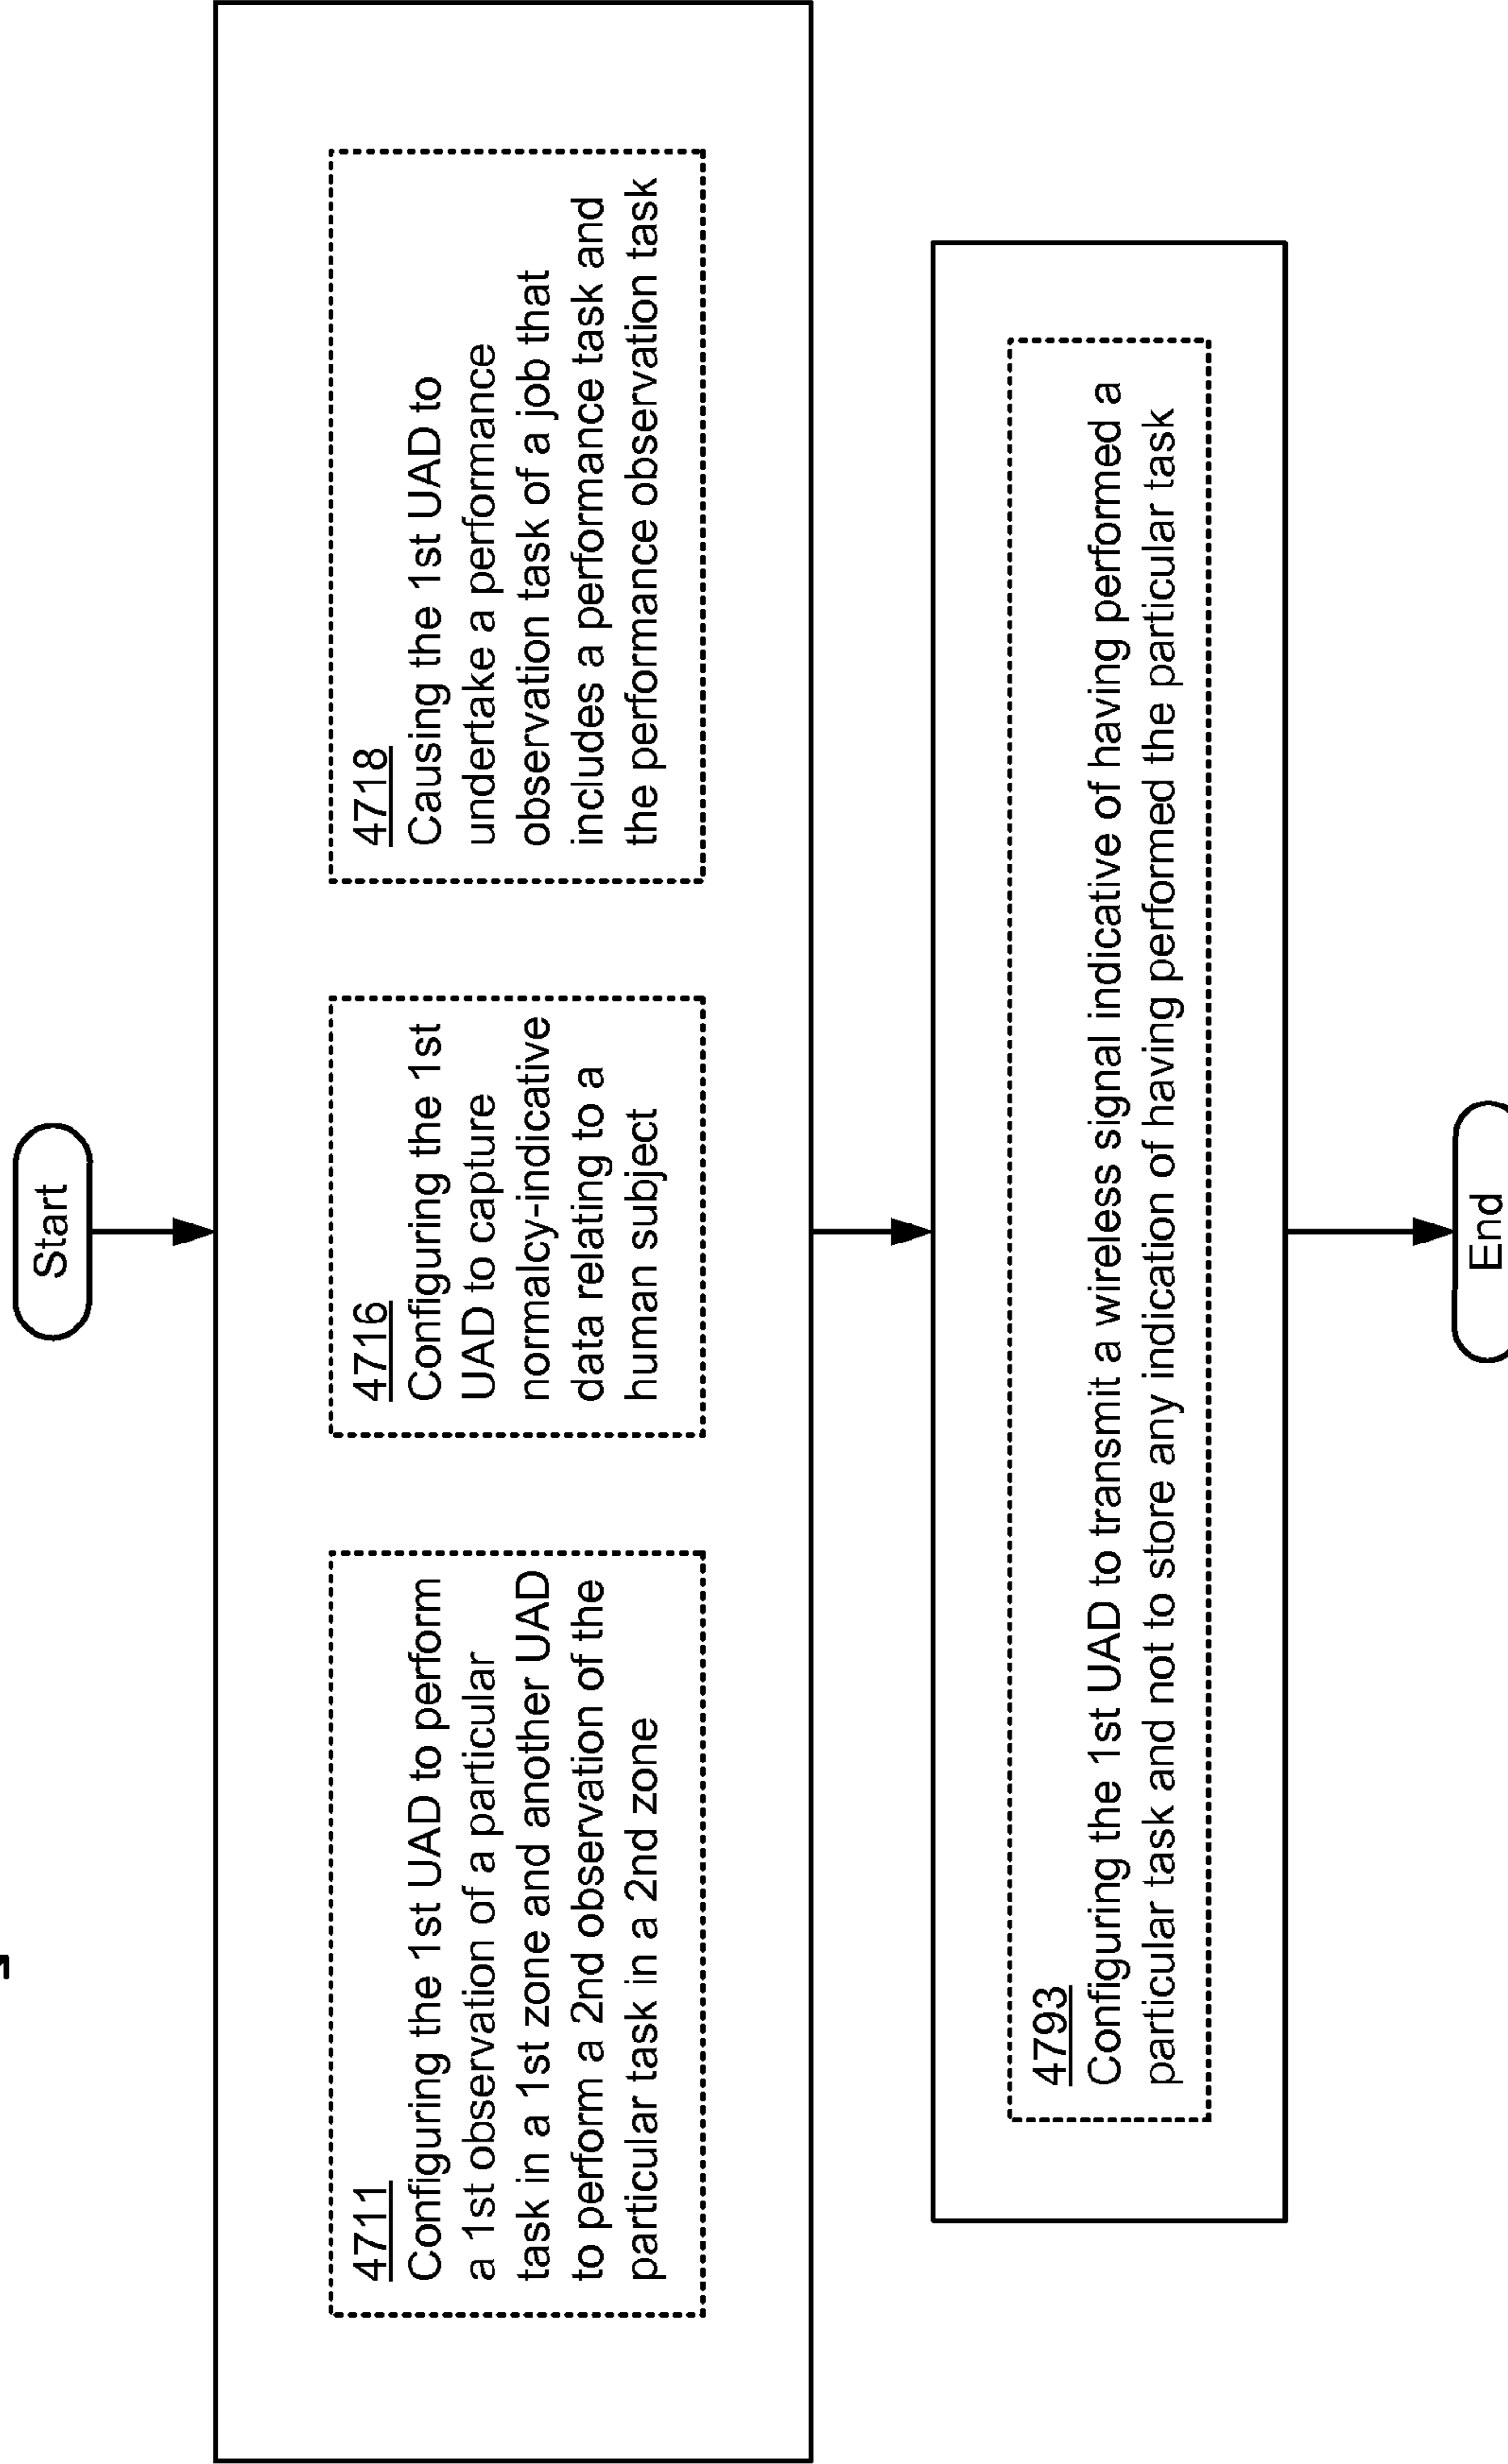 Start
4711
Configuring the 1st UAD to perform
a 1st observation of a particular
task in a 1st zone and another UAD
to perform a 2nd observation of the
particular task in a 2nd zone
4716
Configuring the 1st
UAD to capture
normalcy-indicative
data relating to a
human subject
4718
Causing the 1st UAD to
undertake a performance
observation task of a job that
includes a performance task and
the performance observation task
4793
Configuring the 1st UAD to transmit a wireless signal indicative of having performed a
particular task and not to store any indication of having performed the particular task
End